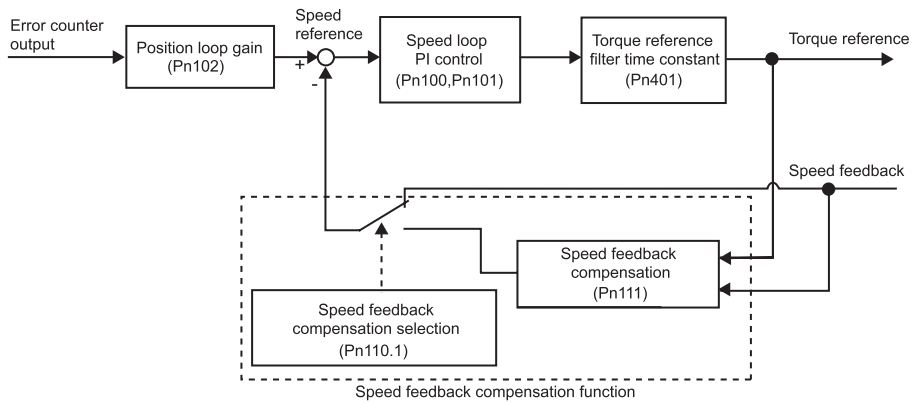 Error counter
output
Position loop gain
(Pn102)
Speed
reference
+
-
Speed loop
PI control
(Pn100,Pn101)
Torque reference
filter time constant
(Pn401)
Torque reference
Speed feedback
Speed feedback
compensation
(Pn111)
Speed feedback
compensation selection
(Pn110.1)
Speed feedback compensation function